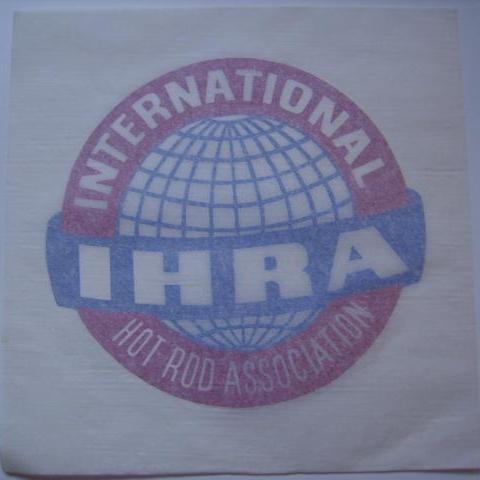 INTERNATIONAL
IHRA
HOT ROD ASSOCIATION